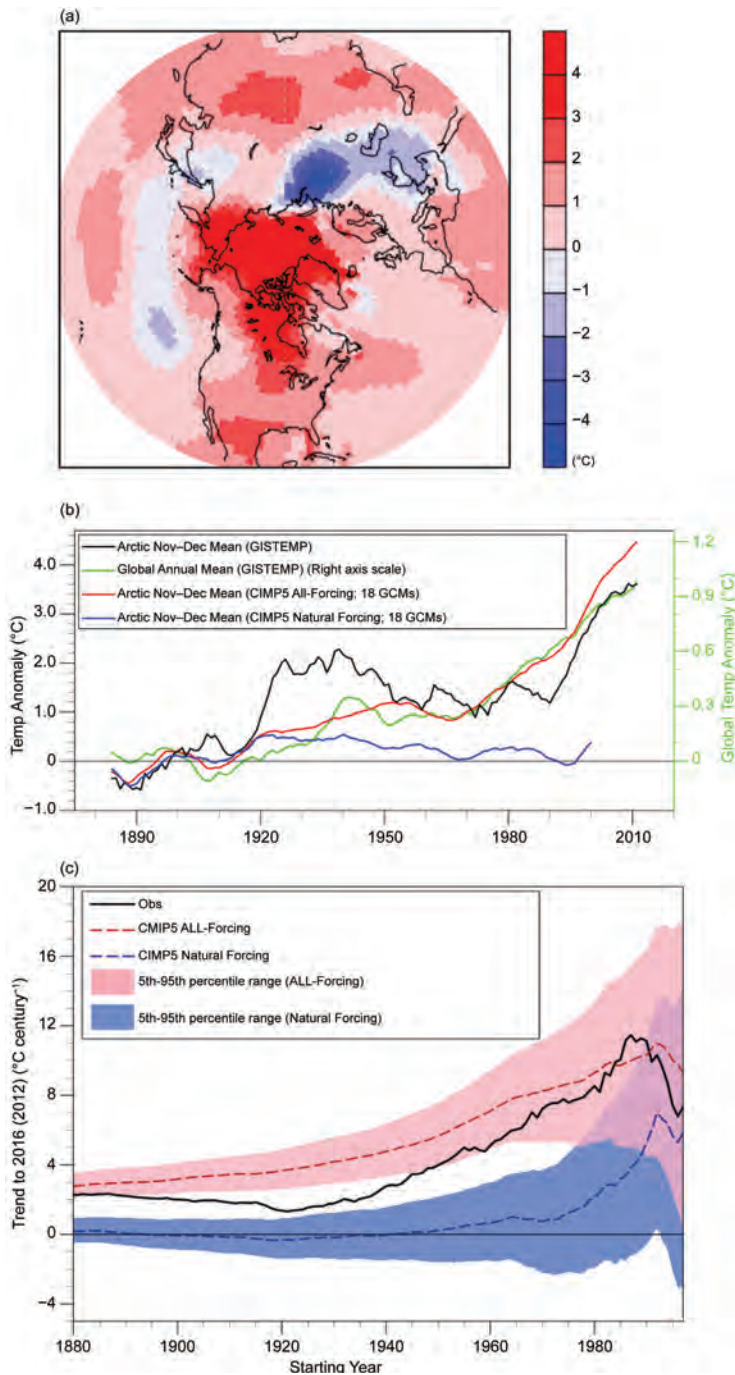 (a)
4
3
2
1
0
−1
−2
−3
−4
(°C)
(b)
Arctic Nov–Dec Mean (GISTEMP)
Global Annual Mean (GISTEMP) (Right axis scale)
Arctic Nov–Dec Mean (CIMP5 All-Forcing; 18 GCMs)
Arctic Nov–Dec Mean (CIMP5 Natural Forcing; 18 GCMs)
Temp Anomaly (°C)
4.0
3.0
2.0
1.0
0
−1.0
1.2
0.9
0.6
0.3
0
Global Temp Anomaly (°C)
1890
1920
1950
1980
2010
(c)
Obs
CMIP5 ALL-Forcing
CIMP5 Natural Forcing
5th-95th percentile range (ALL-Forcing)
5th-95th percentile range (Natural Forcing)
Trend to 2016 (2012) (°C century⁻¹)
20
16
12
8
4
0
−4
1880
1900
1920
1940
1960
1980
Starting Year